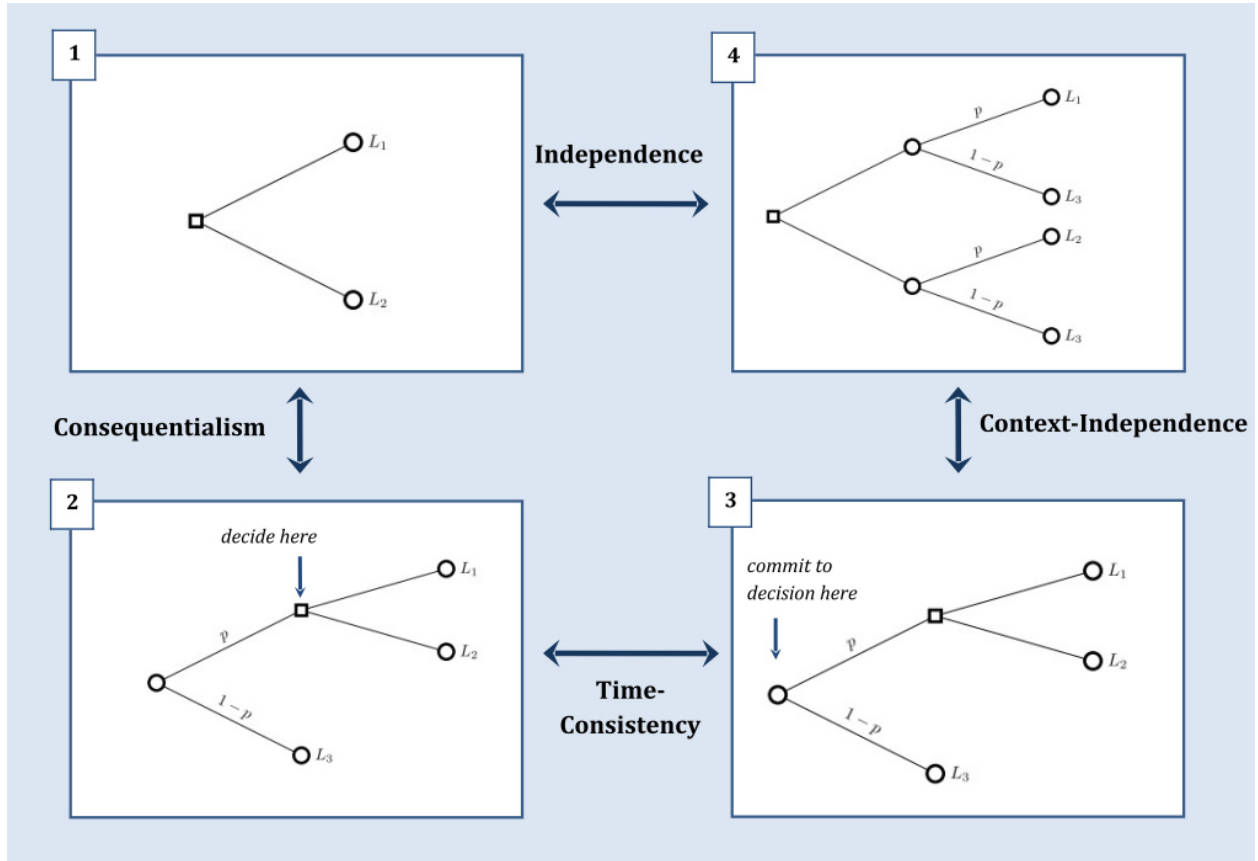 1
L₁
L₂
Independence
4
p
L₁
1 − p
L₃
p
L₂
1 − p
L₃
Consequentialism
Context-Independence
2
decide here
L₁
p
L₂
1 − p
L₃
Time-
Consistency
3
commit to
decision here
L₁
p
L₂
1 − p
L₃